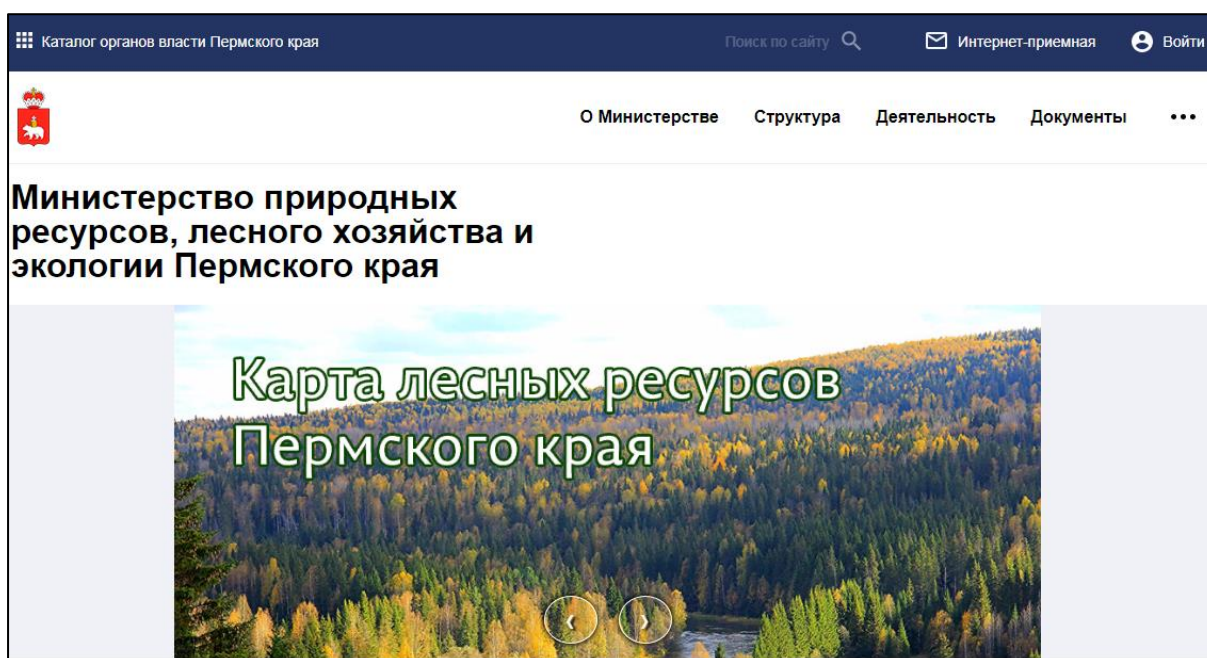 Каталог органов власти Пермского края
Поиск по сайту
Интернет-приемная
Войти
О Министерстве
Структура
Деятельность
Документы
Министерство природных
ресурсов, лесного хозяйства и
экологии Пермского края
Карта лесных ресурсов
Пермского края